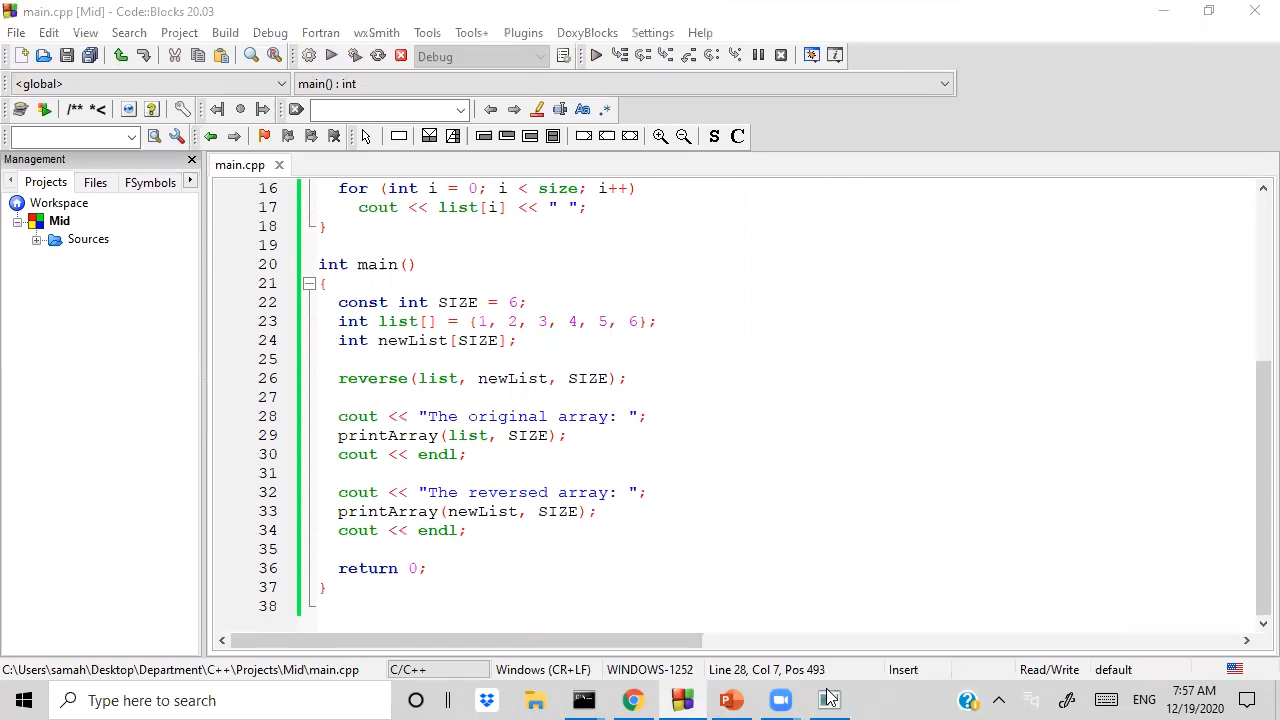 main.cpp [Mid] - Code::Blocks 20.03
File Edit View Search Project Build Debug Fortran wxSmith Tools Tools+ Plugins DoxyBlocks Settings Help
Debug
<global> main() : int
/** *<
S C
Management
Projects Files FSymbols main.cpp
Workspace
Mid
Sources
16 for (int i = 0; i < size; i++)
17 cout << list[i] << " ";
18 }
19
20 int main()
21 {
22 const int SIZE = 6;
23 int list[] = {1, 2, 3, 4, 5, 6};
24 int newList[SIZE];
25
26 reverse(list, newList, SIZE);
27
28 cout << "The original array: ";
29 printArray(list, SIZE);
30 cout << endl;
31
32 cout << "The reversed array: ";
33 printArray(newList, SIZE);
34 cout << endl;
35
36 return 0;
37 }
38
C:\Users\samah\Desktop\Department\C++\Projects\Mid\main.cpp C/C++ Windows (CR+LF) WINDOWS-1252 Line 28, Col 7, Pos 493 Insert Read/Write default
Type here to search ENG 7:57 AM
12/19/2020